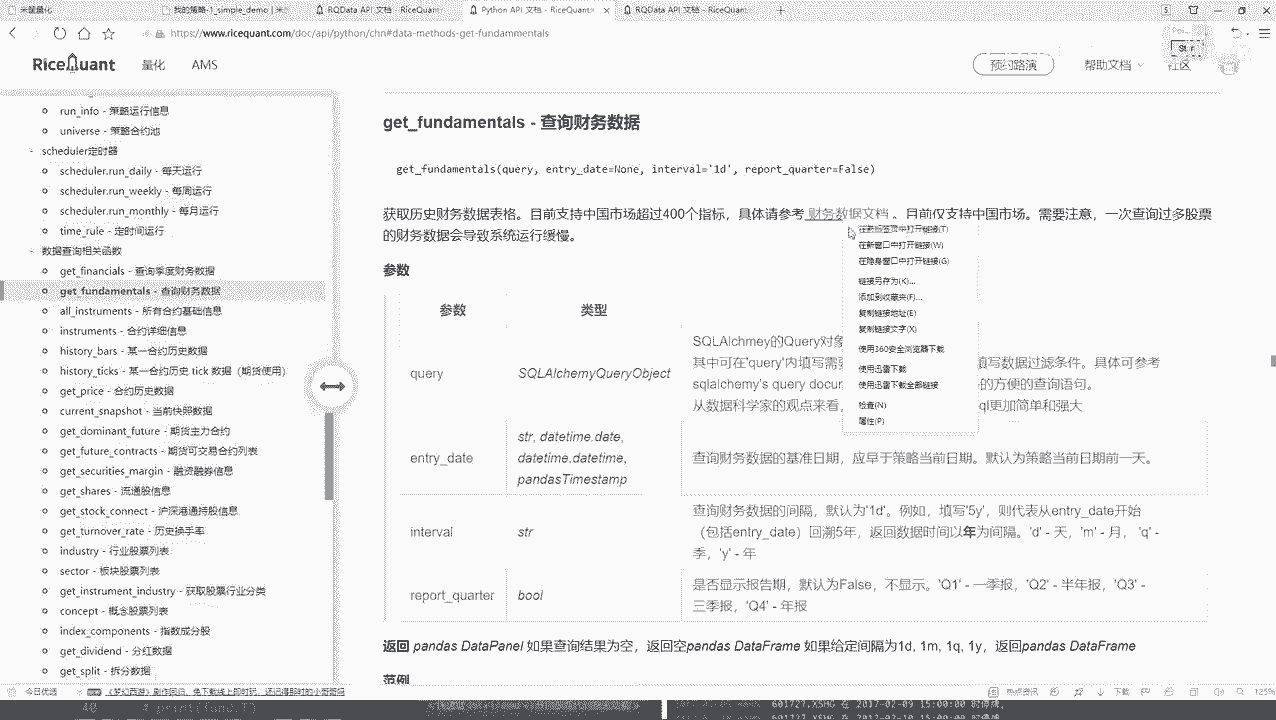 米筐量化
我的策略-1_simple_demo | 米
RQData API 文档 - RiceQuant
Python API 文档 - RiceQuant
RQData API 文档 - RiceQuant
https://www.ricequant.com/doc/api/python/chn#data-methods-get-fundammentals
RiceQuant
量化
AMS
预约路演
帮助文档
社区
run_info - 策略运行信息
universe - 策略合约池
scheduler定时器
scheduler.run_daily - 每天运行
scheduler.run_weekly - 每周运行
scheduler.run_monthly - 每月运行
time_rule - 定时间运行
数据查询相关函数
get_financials - 查询季度财务数据
get_fundamentals - 查询财务数据
all_instruments - 所有合约基础信息
instruments - 合约详细信息
history_bars - 某一合约历史数据
history_ticks - 某一合约历史 tick 数据（期货使用）
get_price - 合约历史数据
current_snapshot - 当前快照数据
get_dominant_future - 期货主力合约
get_future_contracts - 期货可交易合约列表
get_securities_margin - 融资融券信息
get_shares - 流通股信息
get_stock_connect - 沪深港通持股信息
get_turnover_rate - 历史换手率
industry - 行业股票列表
sector - 板块股票列表
get_instrument_industry - 获取股票行业分类
concept - 概念股票列表
index_components - 指数成分股
get_dividend - 分红数据
get_split - 拆分数据
get_fundamentals - 查询财务数据
get_fundamentals(query, entry_date=None, interval='1d', report_quarter=False)
获取历史财务数据表格。目前支持中国市场超过400个指标，具体请参考 财务数据文档 。目前仅支持中国市场。需要注意，一次查询过多股票
的财务数据会导致系统运行缓慢。
参数
参数 类型
query SQLAlchemyQueryObject
SQLAlchmey的Query对象
其中可在'query'内填写需要 填写数据过滤条件。具体可参考
sqlalchemy's query docum 的方便的查询语句。
从数据科学家的观点来看， ql更加简单和强大
entry_date
str, datetime.date,
datetime.datetime,
pandasTimestamp
查询财务数据的基准日期，应早于策略当前日期。默认为策略当前日期前一天。
interval str
查询财务数据的间隔，默认为'1d'。例如，填写'5y'，则代表从entry_date开始
（包括entry_date）回溯5年，返回数据时间以年为间隔。'd' - 天，'m' - 月， 'q' -
季，'y' - 年
report_quarter bool
是否显示报告期，默认为False，不显示。'Q1' - 一季报，'Q2' - 半年报，'Q3' -
三季报，'Q4' - 年报
返回 pandas DataPanel 如果查询结果为空，返回空pandas DataFrame 如果给定间隔为1d, 1m, 1q, 1y，返回pandas DataFrame
范例
在新标签页中打开链接(T)
在新窗口中打开链接(W)
在隐身窗口中打开链接(G)
链接另存为(K)...
添加到收藏夹(F)...
复制链接地址(E)
复制链接文字(X)
使用360安全浏览器下载
使用迅雷下载
使用迅雷下载全部链接
检查(N)
属性(P)
今日优选
热点资讯
下载
125%
40 # print(fund.T)
601727.XSHG 在 2017-02-09 15:00:00 时停牌,
601727.XSHG 在 2017-02-10 15:00:00 时停牌,